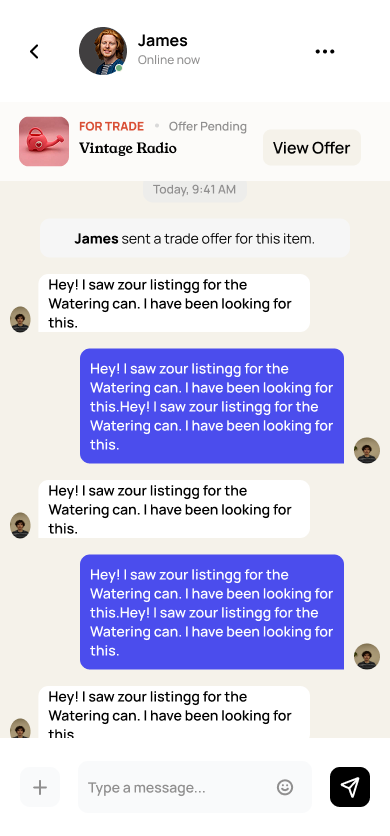 James
Online now
FOR TRADE • Offer Pending
Vintage Radio
View Offer
Today, 9:41 AM
James sent a trade offer for this item.
Hey! I saw zour listingg for the
Watering can. I have been looking for
this.
Hey! I saw zour listingg for the
Watering can. I have been looking for
this.Hey! I saw zour listingg for the
Watering can. I have been looking for
this.
Hey! I saw zour listingg for the
Watering can. I have been looking for
this.
Hey! I saw zour listingg for the
Watering can. I have been looking for
this.Hey! I saw zour listingg for the
Watering can. I have been looking for
this.
Hey! I saw zour listingg for the
Watering can. I have been looking for
this.
Type a message...